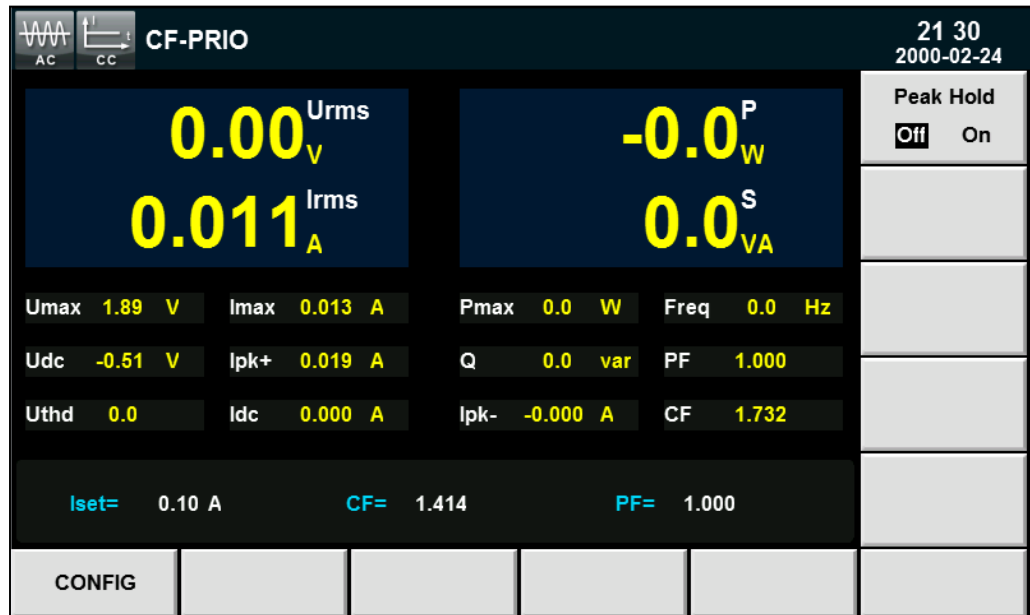 AC CC CF-PRIO 21 30
2000-02-24
0.00 Urms V -0.0 P W
0.011 Irms A 0.0 S VA
Peak Hold
Off On
Umax 1.89 V Imax 0.013 A Pmax 0.0 W Freq 0.0 Hz
Udc -0.51 V Ipk+ 0.019 A Q 0.0 var PF 1.000
Uthd 0.0 Idc 0.000 A Ipk- -0.000 A CF 1.732
Iset= 0.10 A CF= 1.414 PF= 1.000
CONFIG